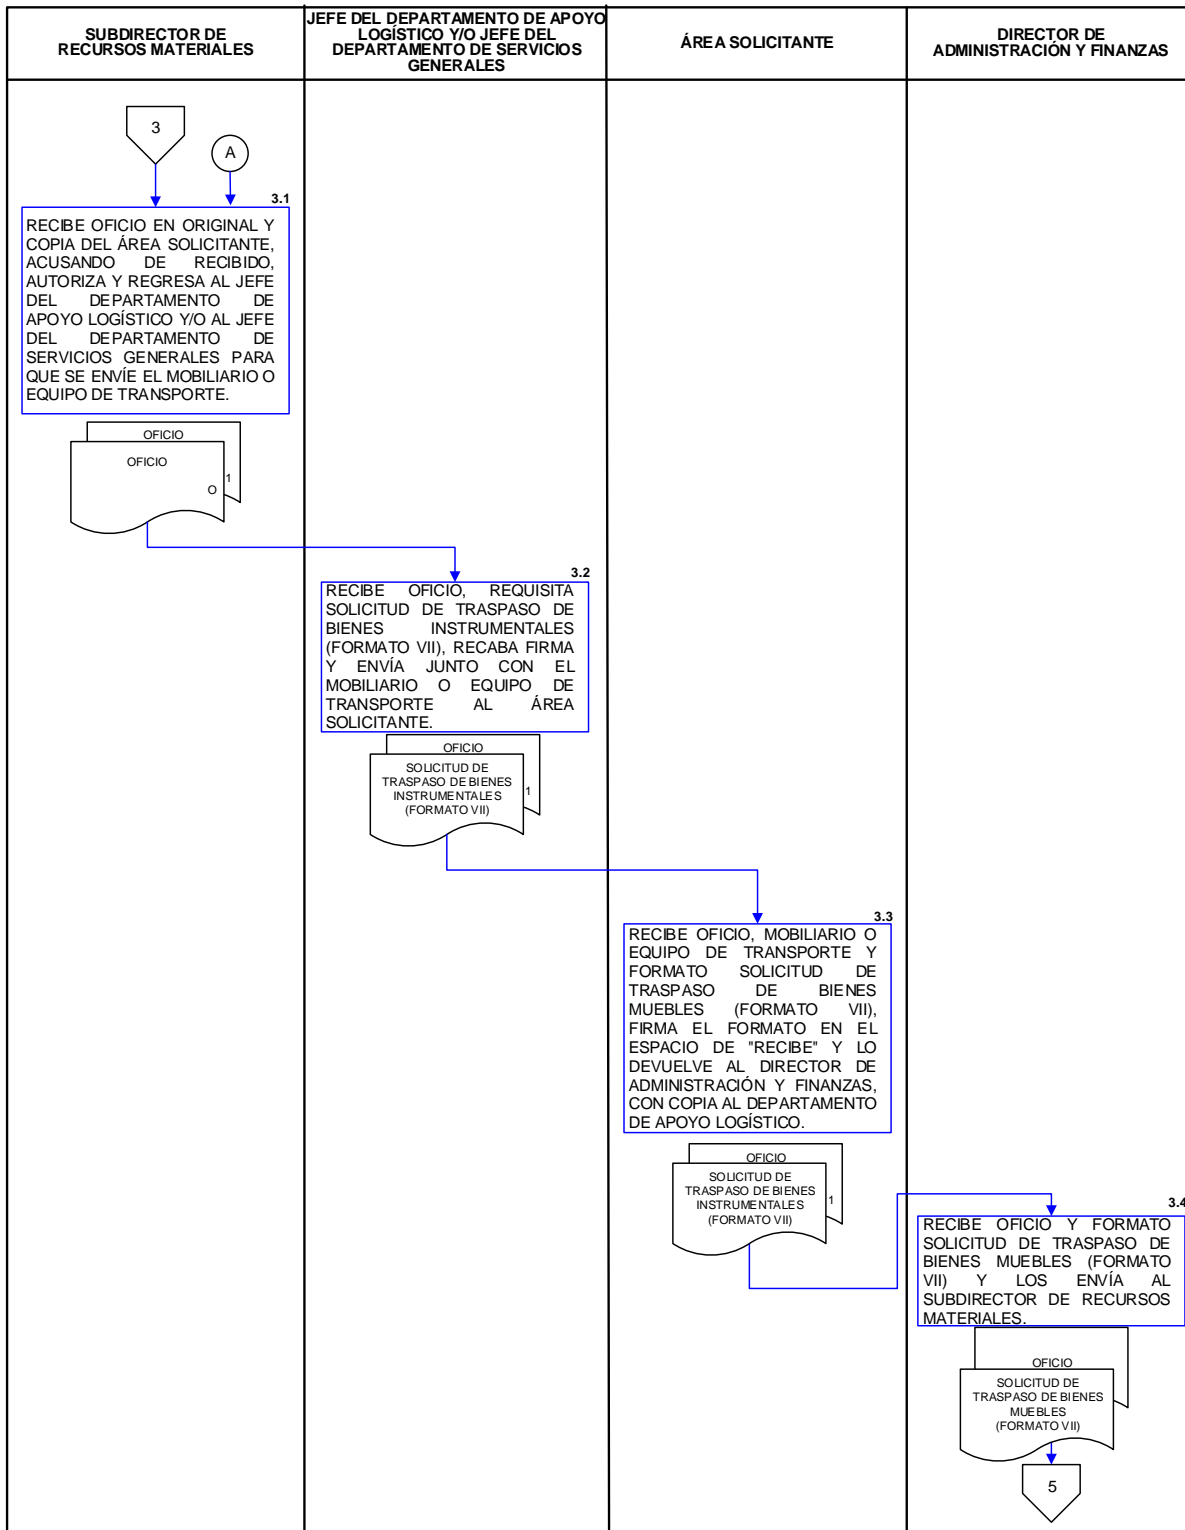 SUBDIRECTOR DE
RECURSOS MATERIALES
JEFE DEL DEPARTAMENTO DE APOYO
LOGÍSTICO Y/O JEFE DEL
DEPARTAMENTO DE SERVICIOS
GENERALES
ÁREA SOLICITANTE
DIRECTOR DE
ADMINISTRACIÓN Y FINANZAS
3
A
3.1
RECIBE OFICIO EN ORIGINAL Y
COPIA DEL ÁREA SOLICITANTE,
ACUSANDO DE RECIBIDO,
AUTORIZA Y REGRESA AL JEFE
DEL DEPARTAMENTO DE
APOYO LOGÍSTICO Y/O AL JEFE
DEL DEPARTAMENTO DE
SERVICIOS GENERALES PARA
QUE SE ENVÍE EL MOBILIARIO O
EQUIPO DE TRANSPORTE.
OFICIO
OFICIO
1
O
3.2
RECIBE OFICIO, REQUISITA
SOLICITUD DE TRASPASO DE
BIENES INSTRUMENTALES
(FORMATO VII), RECABA FIRMA
Y ENVÍA JUNTO CON EL
MOBILIARIO O EQUIPO DE
TRANSPORTE AL ÁREA
SOLICITANTE.
OFICIO
SOLICITUD DE
TRASPASO DE BIENES
INSTRUMENTALES
(FORMATO VII)
1
3.3
RECIBE OFICIO, MOBILIARIO O
EQUIPO DE TRANSPORTE Y
FORMATO SOLICITUD DE
TRASPASO DE BIENES
MUEBLES (FORMATO VII),
FIRMA EL FORMATO EN EL
ESPACIO DE "RECIBE" Y LO
DEVUELVE AL DIRECTOR DE
ADMINISTRACIÓN Y FINANZAS,
CON COPIA AL DEPARTAMENTO
DE APOYO LOGÍSTICO.
OFICIO
SOLICITUD DE
TRASPASO DE BIENES
INSTRUMENTALES
(FORMATO VII)
1
3.4
RECIBE OFICIO Y FORMATO
SOLICITUD DE TRASPASO DE
BIENES MUEBLES (FORMATO
VII) Y LOS ENVÍA AL
SUBDIRECTOR DE RECURSOS
MATERIALES.
OFICIO
SOLICITUD DE
TRASPASO DE BIENES
MUEBLES
(FORMATO VII)
5